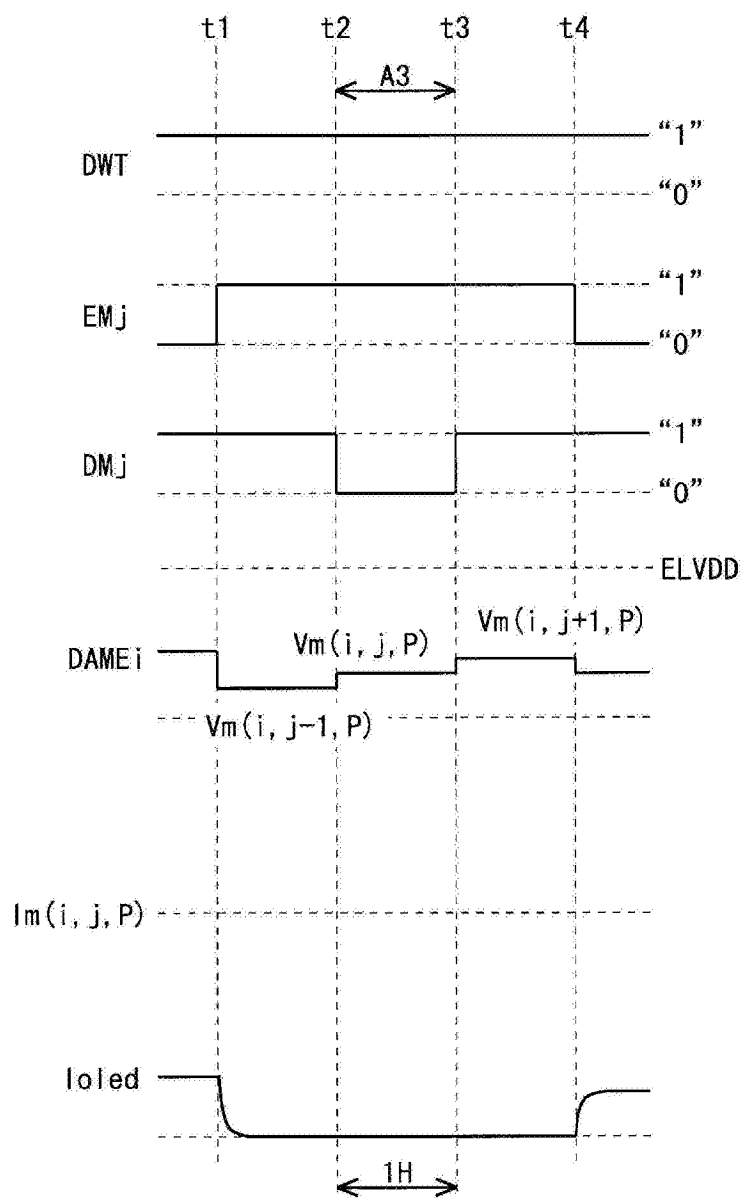 t1 t2 t3 t4
A3
DWT “1”
“0”
EMj “1”
“0”
DMj “1”
“0”
ELVDD
DAMEi Vm(i, j, P) Vm(i, j+1, P)
Vm(i, j-1, P)
Im(i, j, P)
Ioled
1H